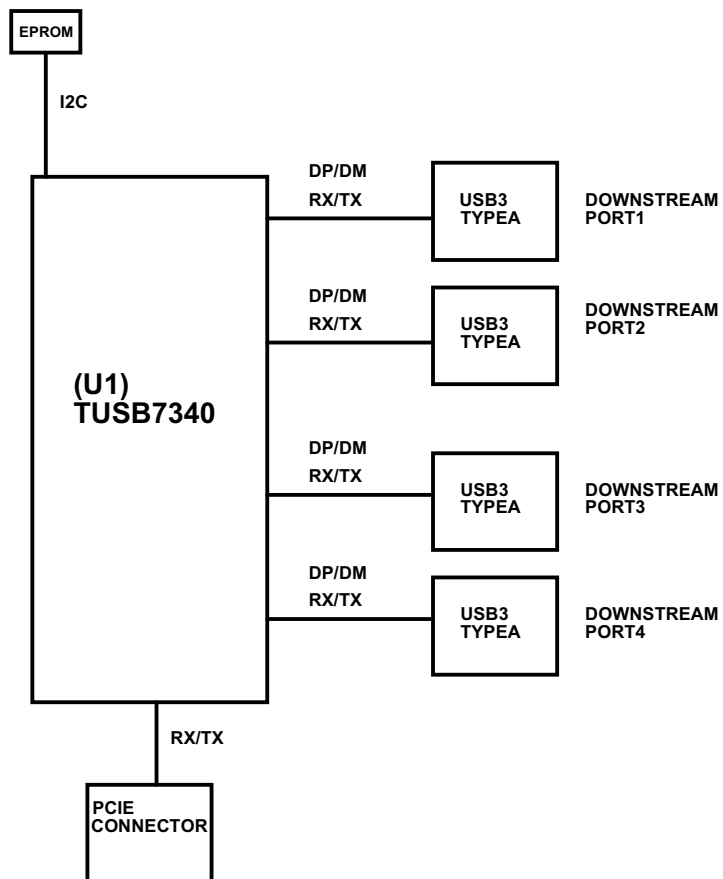 EPROM
I2C
DP/DM
RX/TX
USB3
TYPEA
DOWNSTREAM
PORT1
DP/DM
RX/TX
USB3
TYPEA
DOWNSTREAM
PORT2
(U1)
TUSB7340
DP/DM
RX/TX
USB3
TYPEA
DOWNSTREAM
PORT3
DP/DM
RX/TX
USB3
TYPEA
DOWNSTREAM
PORT4
RX/TX
PCIE
CONNECTOR